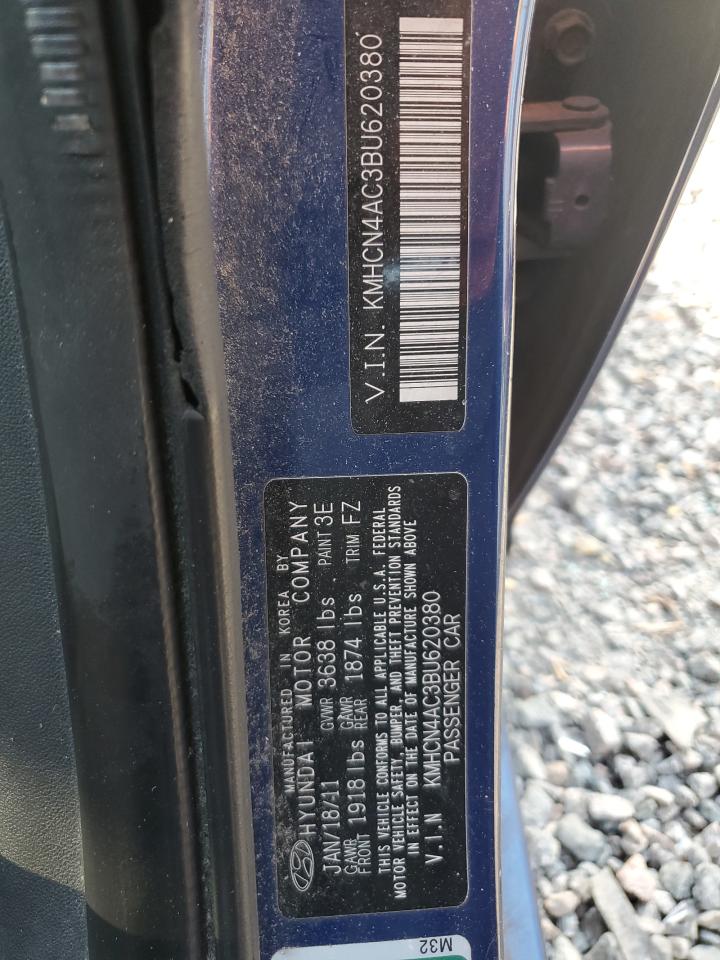 V.I.N. KMHCN4AC3BU620380
MANUFACTURED IN KOREA BY
HYUNDAI MOTOR COMPANY
JAN/18/11 GVWR 3638 lbs PAINT 3E
GAWR FRONT 1918 lbs GAWR REAR 1874 lbs TRIM FZ
THIS VEHICLE CONFORMS TO ALL APPLICABLE U.S.A. FEDERAL
MOTOR VEHICLE SAFETY, BUMPER, AND THEFT PREVENTION STANDARDS
IN EFFECT ON THE DATE OF MANUFACTURE SHOWN ABOVE
V.I.N KMHCN4AC3BU620380
PASSENGER CAR
M32